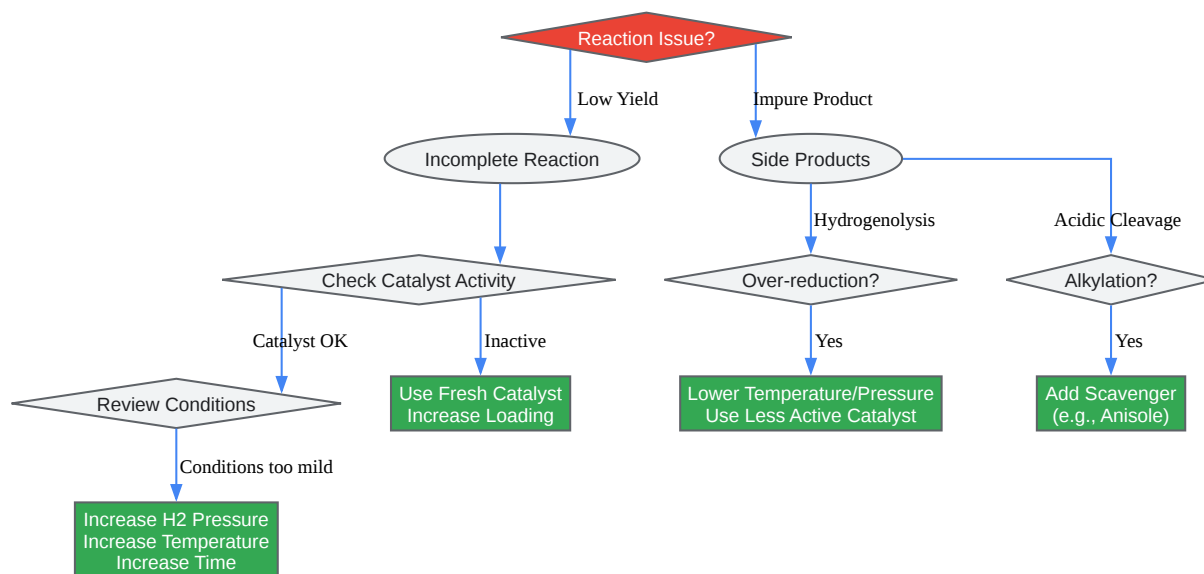 Reaction Issue?
Low Yield
Impure Product
Incomplete Reaction
Side Products
Hydrogenolysis
Acidic Cleavage
Check Catalyst Activity
Over-reduction?
Alkylation?
Catalyst OK
Inactive
Yes
Yes
Review Conditions
Use Fresh Catalyst
Increase Loading
Lower Temperature/Pressure
Use Less Active Catalyst
Add Scavenger
(e.g., Anisole)
Conditions too mild
Increase H2 Pressure
Increase Temperature
Increase Time